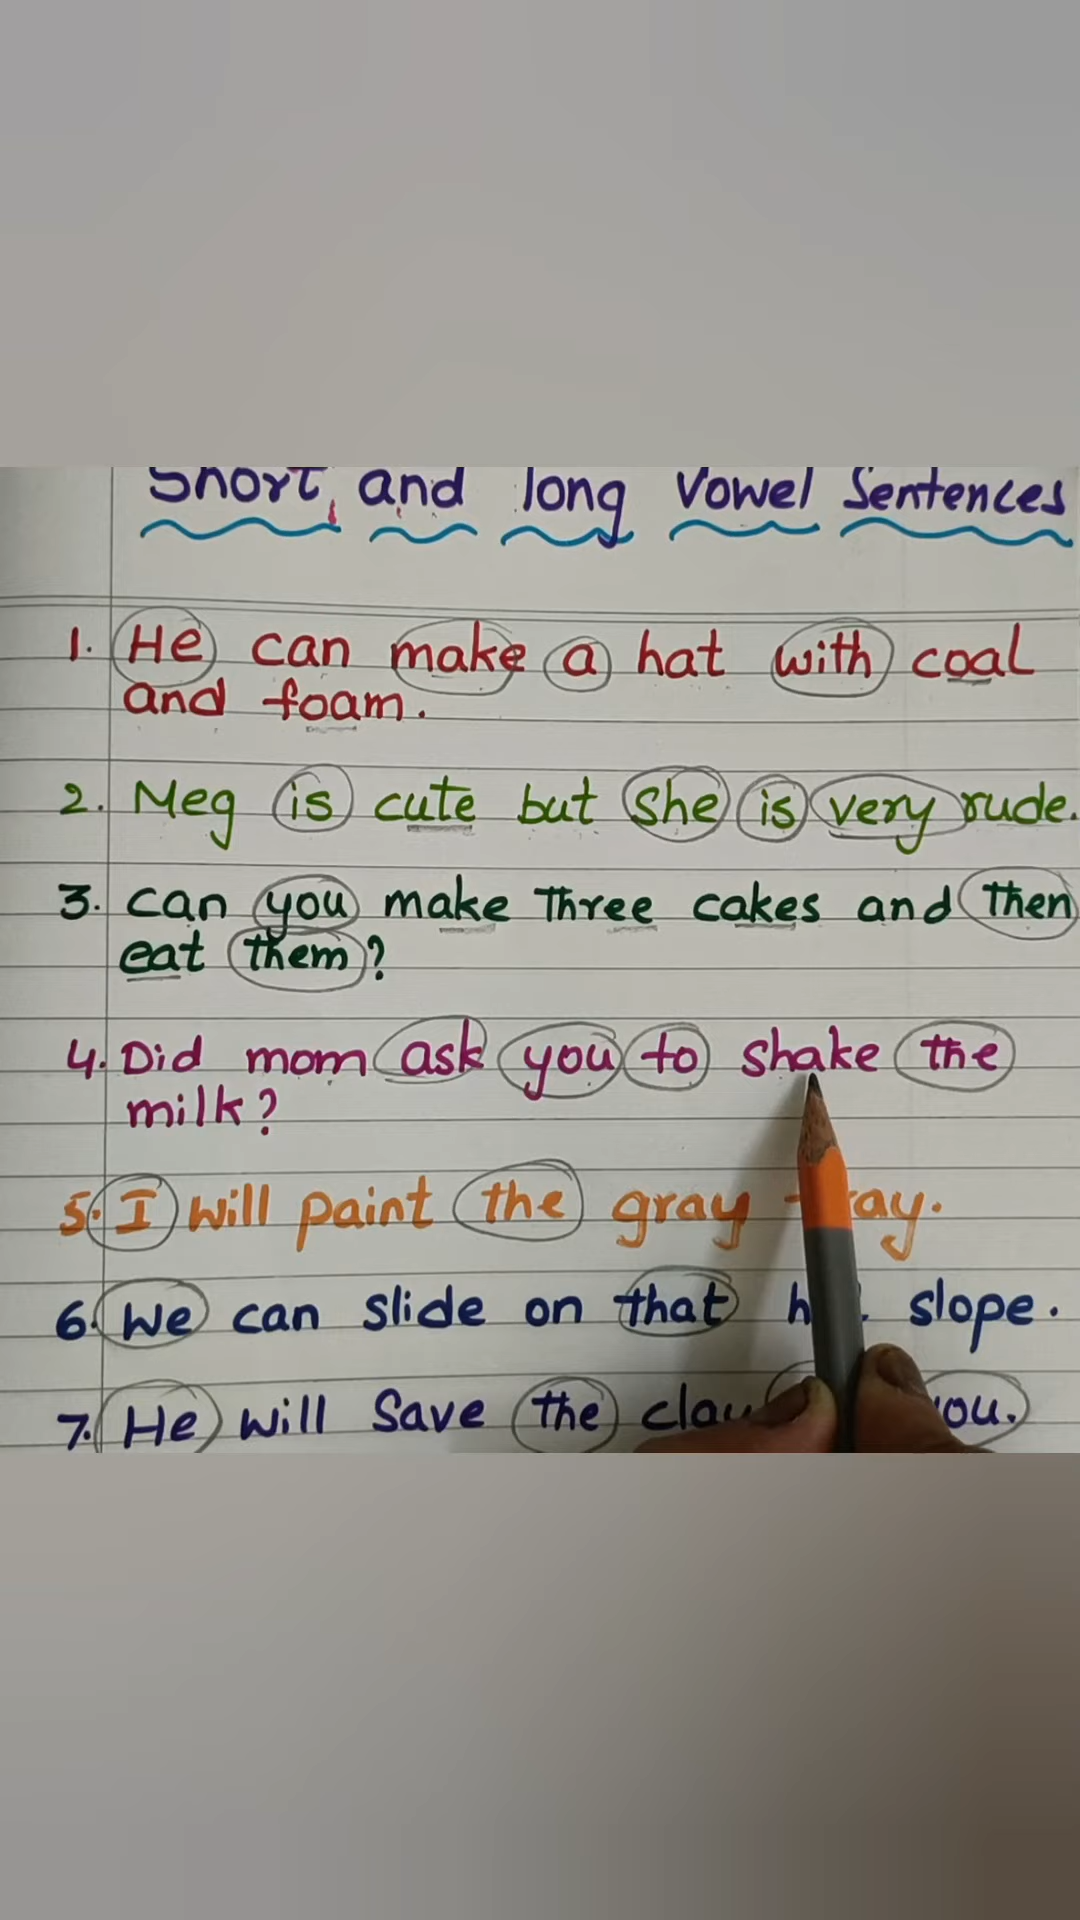 Short, and long Vowel Sentences
1. He can make a hat with coal
and foam.
2. Meg is cute but she is very rude.
3. can you make Three cakes and Then
eat them?
4. Did mom ask you to shake the
milk?
5. I will paint the gray
6. We can slide on that slope.
7. He will Save the you.